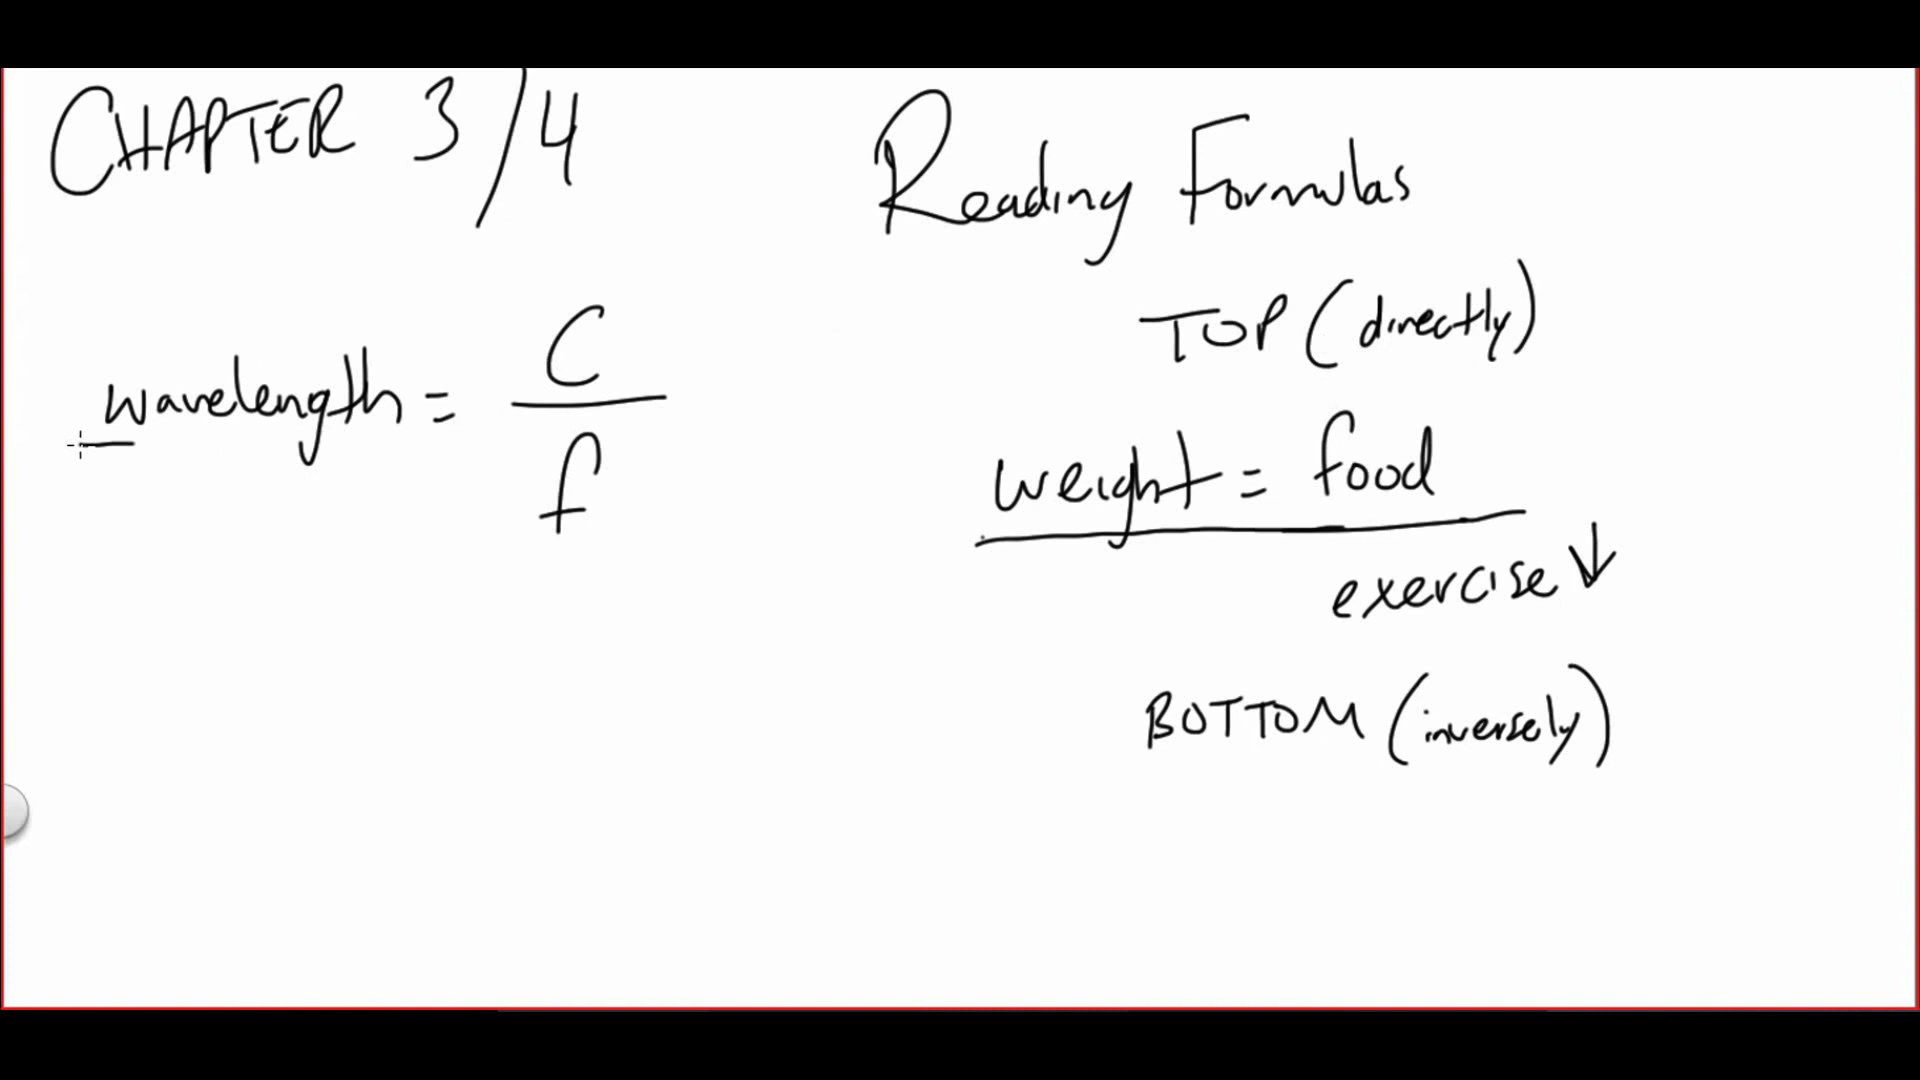 CHAPTER 3/4
wavelength = C
f
Reading Formulas
TOP (directly)
weight = food
exercise ↓
BOTTOM (inversely)